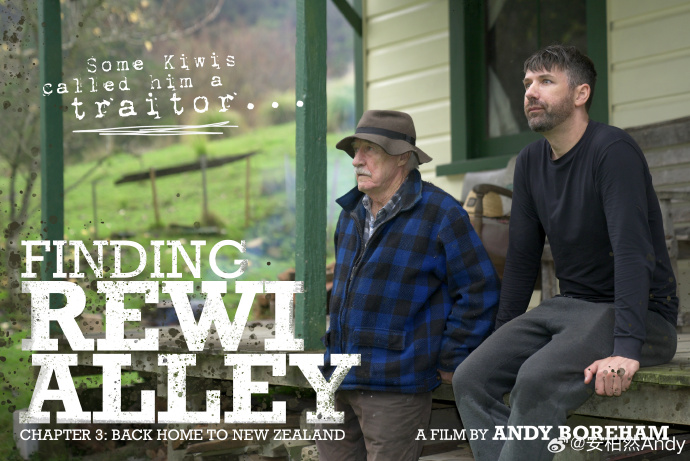 Some Kiwis
called him a
traitor...
FINDING
REWI
ALLEY
CHAPTER 3: BACK HOME TO NEW ZEALAND
A FILM BY ANDY BOREHAM
@安柏然Andy